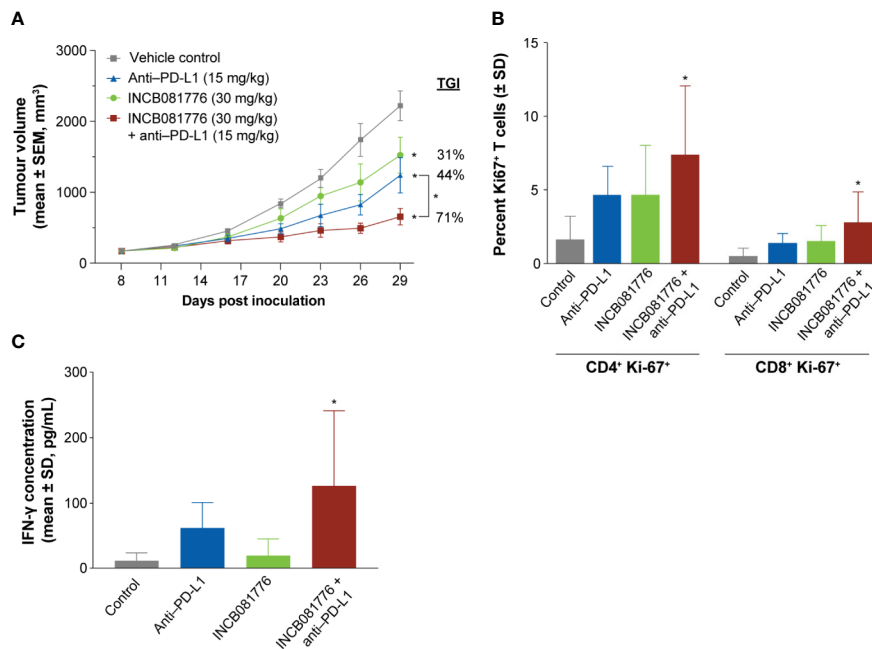 A
Tumour volume
(mean ± SEM, mm³)
3000
2000
1000
0
8
11
14
17
20
23
26
29
Days post inoculation
Vehicle control
Anti–PD-L1 (15 mg/kg)
INCB081776 (30 mg/kg)
INCB081776 (30 mg/kg)
+ anti–PD-L1 (15 mg/kg)
TGI
* 31%
* 44%
*
* 71%
B
Percent Ki67⁺ T cells (± SD)
15
10
5
0
*
*
Control
Anti–PD-L1
INCB081776
INCB081776 +
anti–PD-L1
Control
Anti–PD-L1
INCB081776
INCB081776 +
anti–PD-L1
CD4⁺ Ki-67⁺
CD8⁺ Ki-67⁺
C
IFN-γ concentration
(mean ± SD, pg/mL)
300
200
100
0
*
Control
Anti–PD-L1
INCB081776
INCB081776 +
anti–PD-L1